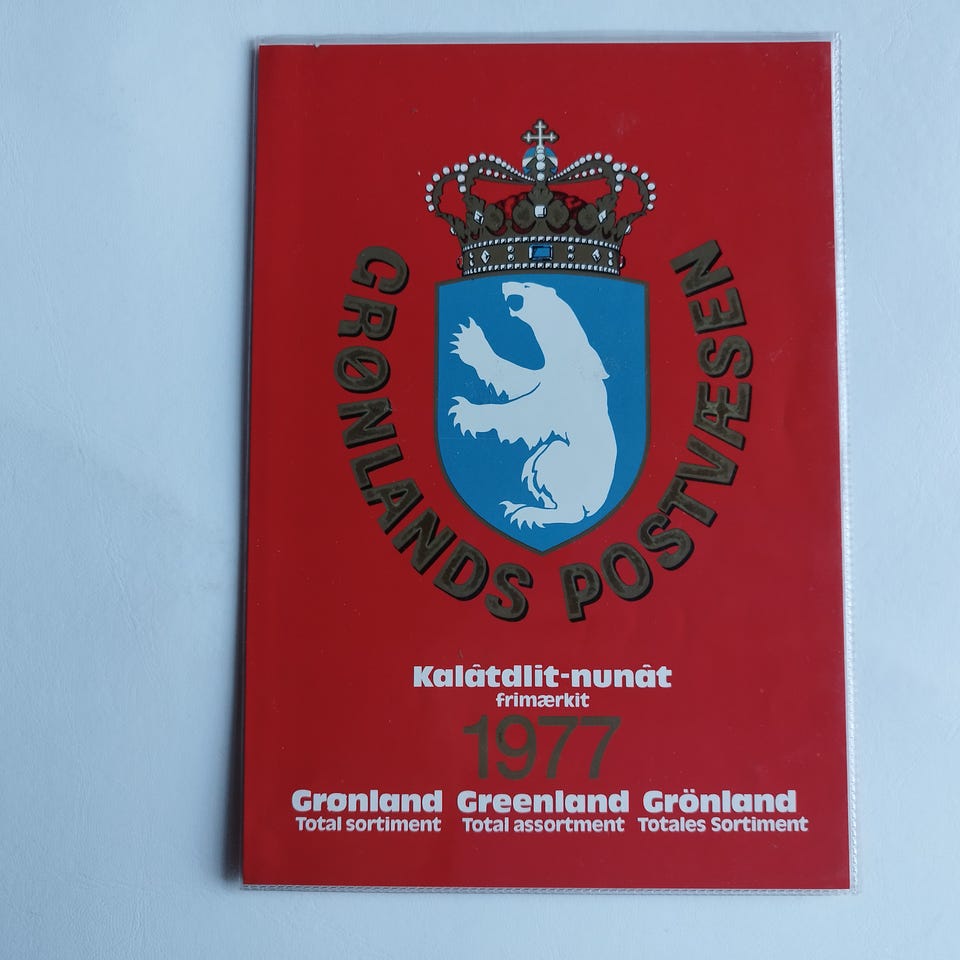 GRØNLANDS POSTVÆSEN
Kalâtdlit-nunât
frimærkit
1977
Grønland Greenland Grönland
Total sortiment Total assortment Totales Sortiment